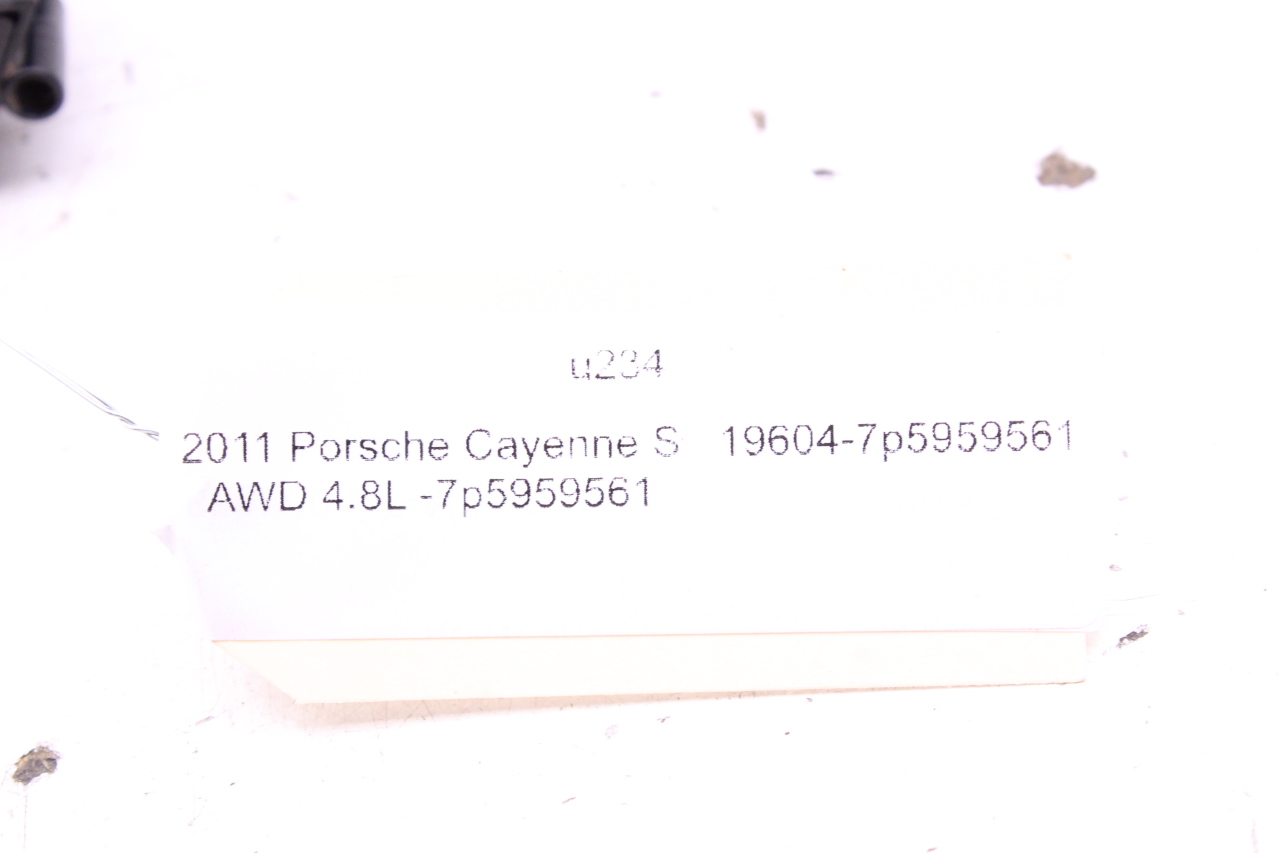 u234
2011 Porsche Cayenne S 19604-7p5959561
AWD 4.8L -7p5959561